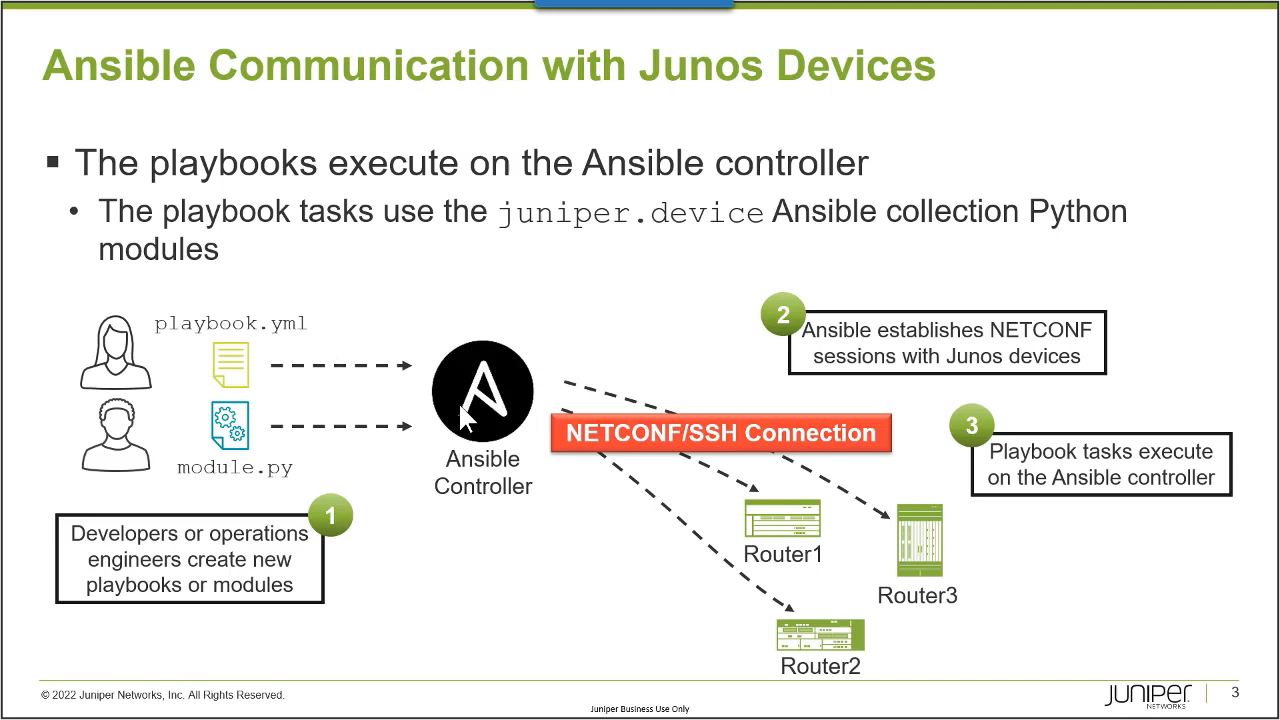 Ansible Communication with Junos Devices
▪ The playbooks execute on the Ansible controller
• The playbook tasks use the juniper.device Ansible collection Python
modules
playbook.yml
module.py
1
Developers or operations
engineers create new
playbooks or modules
Ansible
Controller
2
Ansible establishes NETCONF
sessions with Junos devices
NETCONF/SSH Connection
3
Playbook tasks execute
on the Ansible controller
Router1
Router3
Router2
© 2022 Juniper Networks, Inc. All Rights Reserved.
Juniper Business Use Only
JUNIPER
NETWORKS
3